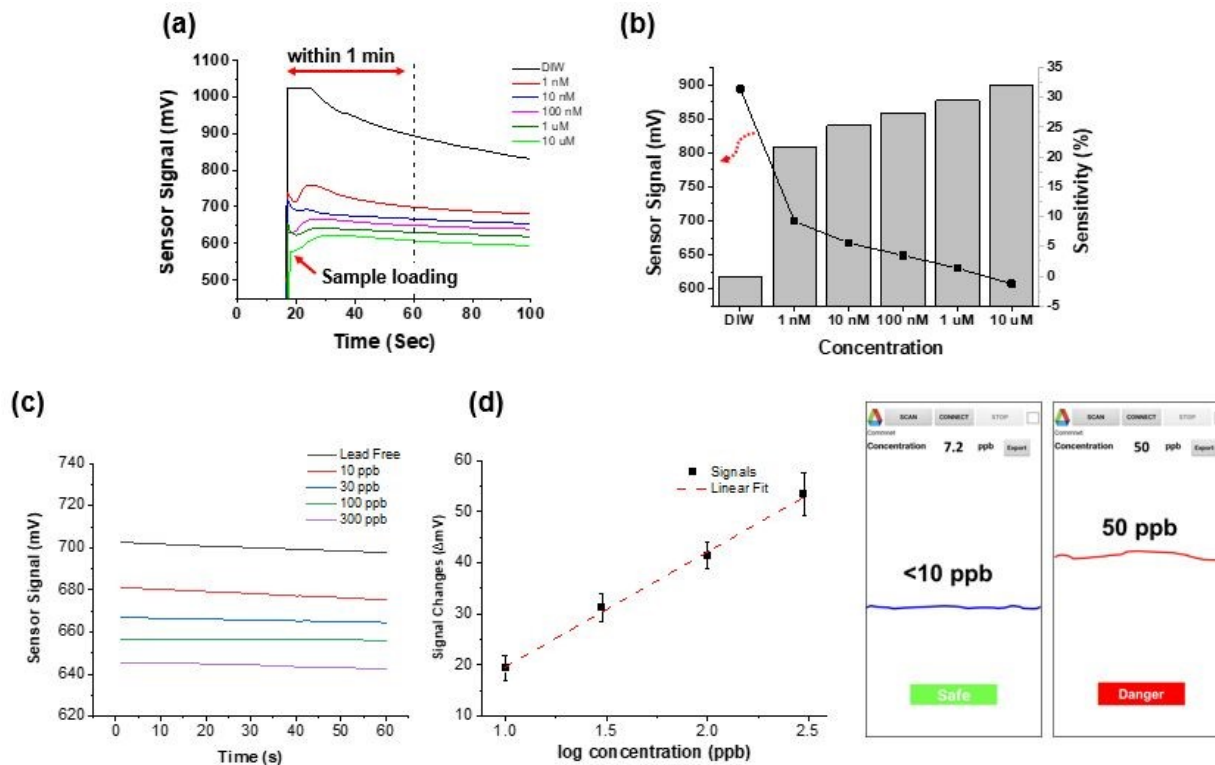 (a)
within 1 min
1100
1000
900
800
700
600
500
Sensor Signal (mV)
DIW
1 nM
10 nM
100 nM
1 uM
10 uM
Sample loading
0
20
40
60
80
100
Time (Sec)
(b)
900
850
800
750
700
650
600
Sensor Signal (mV)
35
30
25
20
15
10
5
0
-5
Sensitivity (%)
DIW
1 nM
10 nM
100 nM
1 uM
10 uM
Concentration
(c)
740
720
700
680
660
640
620
Sensor Signal (mV)
Lead Free
10 ppb
30 ppb
100 ppb
300 ppb
0
10
20
30
40
50
60
Time (s)
(d)
60
50
40
30
20
10
Signal Changes (ΔmV)
Signals
Linear Fit
1.0
1.5
2.0
2.5
log concentration (ppb)
SCAN
CONNECT
STOP
Commnet
Concentration 7.2 ppb Export
<10 ppb
Safe
SCAN
CONNECT
STOP
Commnet
Concentration 50 ppb Export
50 ppb
Danger